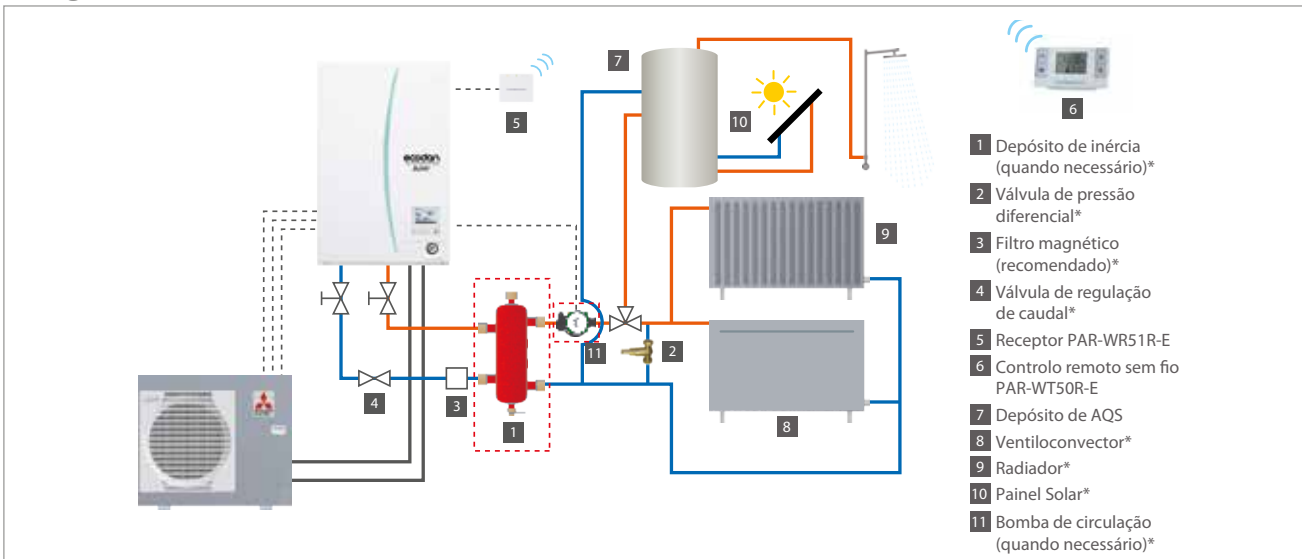 7
10
5
6
ecodan
9
11
2
4
3
1
8
1 Depósito de inércia
(quando necessário)*
2 Válvula de pressão
diferencial*
3 Filtro magnético
(recomendado)*
4 Válvula de regulação
de caudal*
5 Receptor PAR-WR51R-E
6 Controlo remoto sem fio
PAR-WT50R-E
7 Depósito de AQS
8 Ventiloconvector*
9 Radiador*
10 Painel Solar*
11 Bomba de circulação
(quando necessário)*